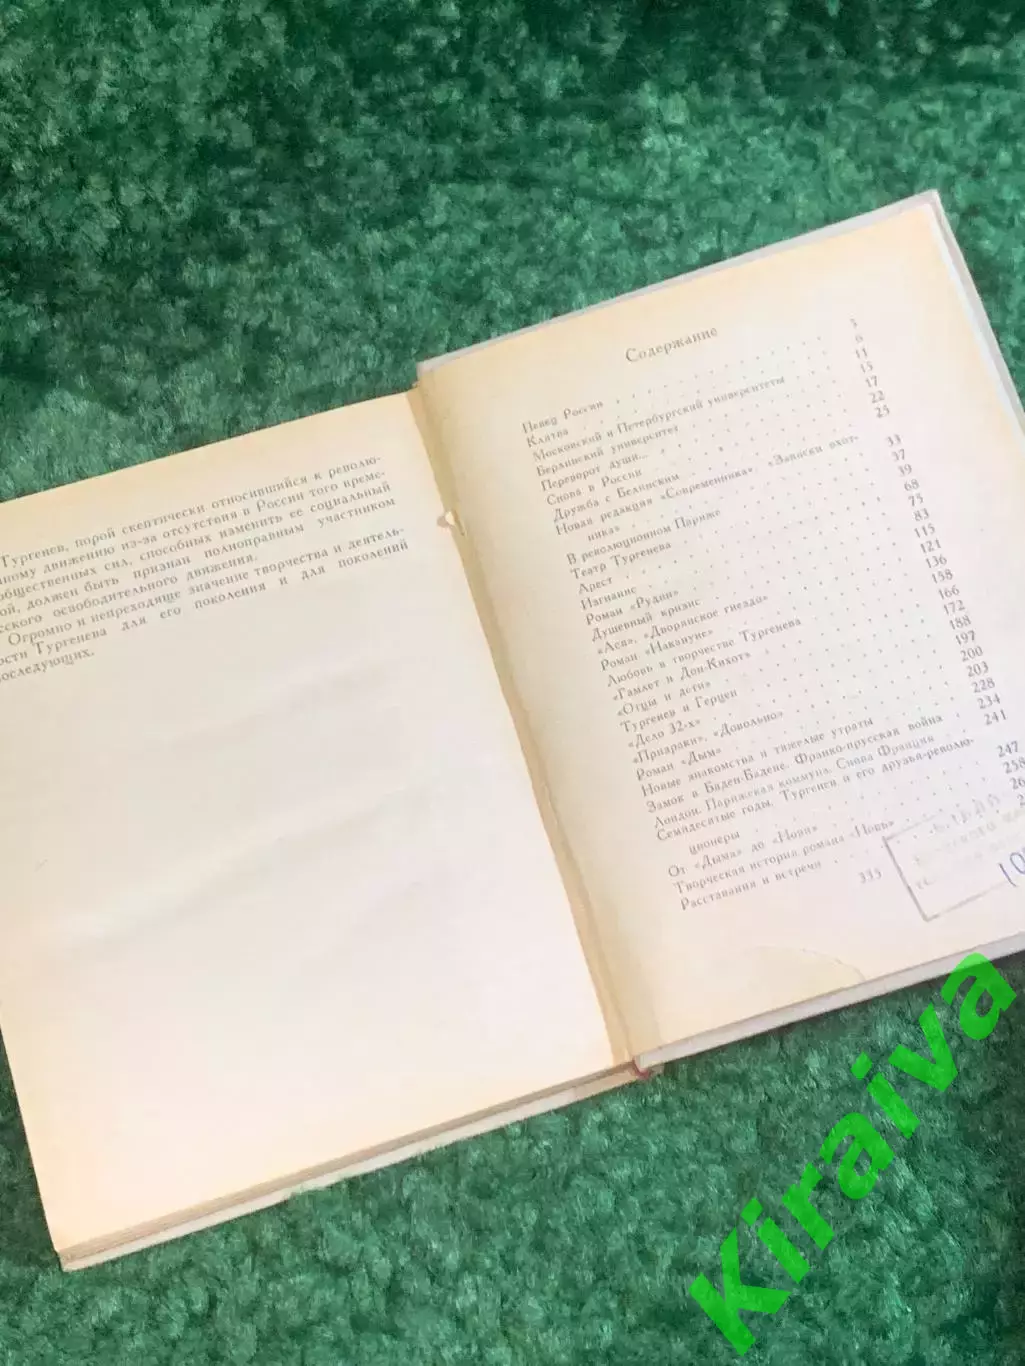 Тургенев, порой скептически относившийся к револю-
ному движению из-за отсутствия в России того време-
общественных сил, способных изменить ее социальный
ой, должен быть признан полноправным участником
сского освободительного движения.
Огромно и непреходяще значение творчества и деятель-
ости Тургенева для его поколения и для поколений
последующих.
Содержание
Певец России . . . 3
Клятва . . . 6
Московский и Петербургский университеты . . . 11
Берлинский университет . . . 15
Переворот души... . . . 17
Снова в России . . . 22
Дружба с Белинским . . . 25
Новая редакция «Современника». «Записки охот-
ника» . . . 33
В революционном Париже . . . 37
Театр Тургенева . . . 39
Арест . . . 68
Изгнание . . . 75
Роман «Рудин» . . . 83
Душевный кризис . . . 115
«Ася», «Дворянское гнездо» . . . 121
Роман «Накануне» . . . 136
Любовь в творчестве Тургенева . . . 158
«Гамлет и Дон-Кихот» . . . 166
«Отцы и дети» . . . 172
Тургенев и Герцен . . . 188
«Дело 32-х» . . . 197
«Призраки», «Довольно» . . . 200
Роман «Дым» . . . 203
Новые знакомства и тяжелые утраты . . . 228
Замок в Баден-Бадене. Франко-прусская война . . . 234
Лондон. Парижская коммуна. Снова Франция . . . 241
Семидесятые годы. Тургенев и его друзья-револю-
ционеры . . . 247
От «Дыма» до «Нови» . . . 258
Творческая история романа «Новь» . . . 26
Расставания и встречи . . . 2
335
Kiraiva